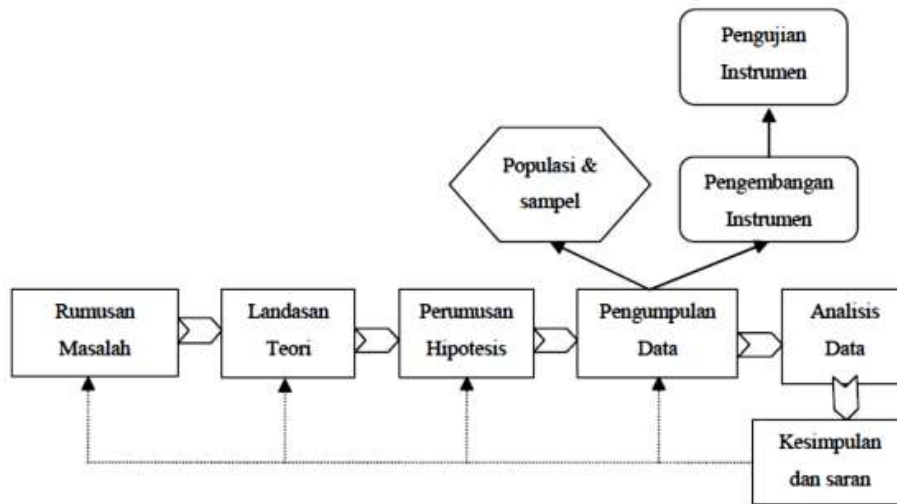 Pengujian
Instrumen
Populasi &
sampel
Pengembangan
Instrumen
Rumusan
Masalah
Landasan
Teori
Perumusan
Hipotesis
Pengumpulan
Data
Analisis
Data
Kesimpulan
dan saran